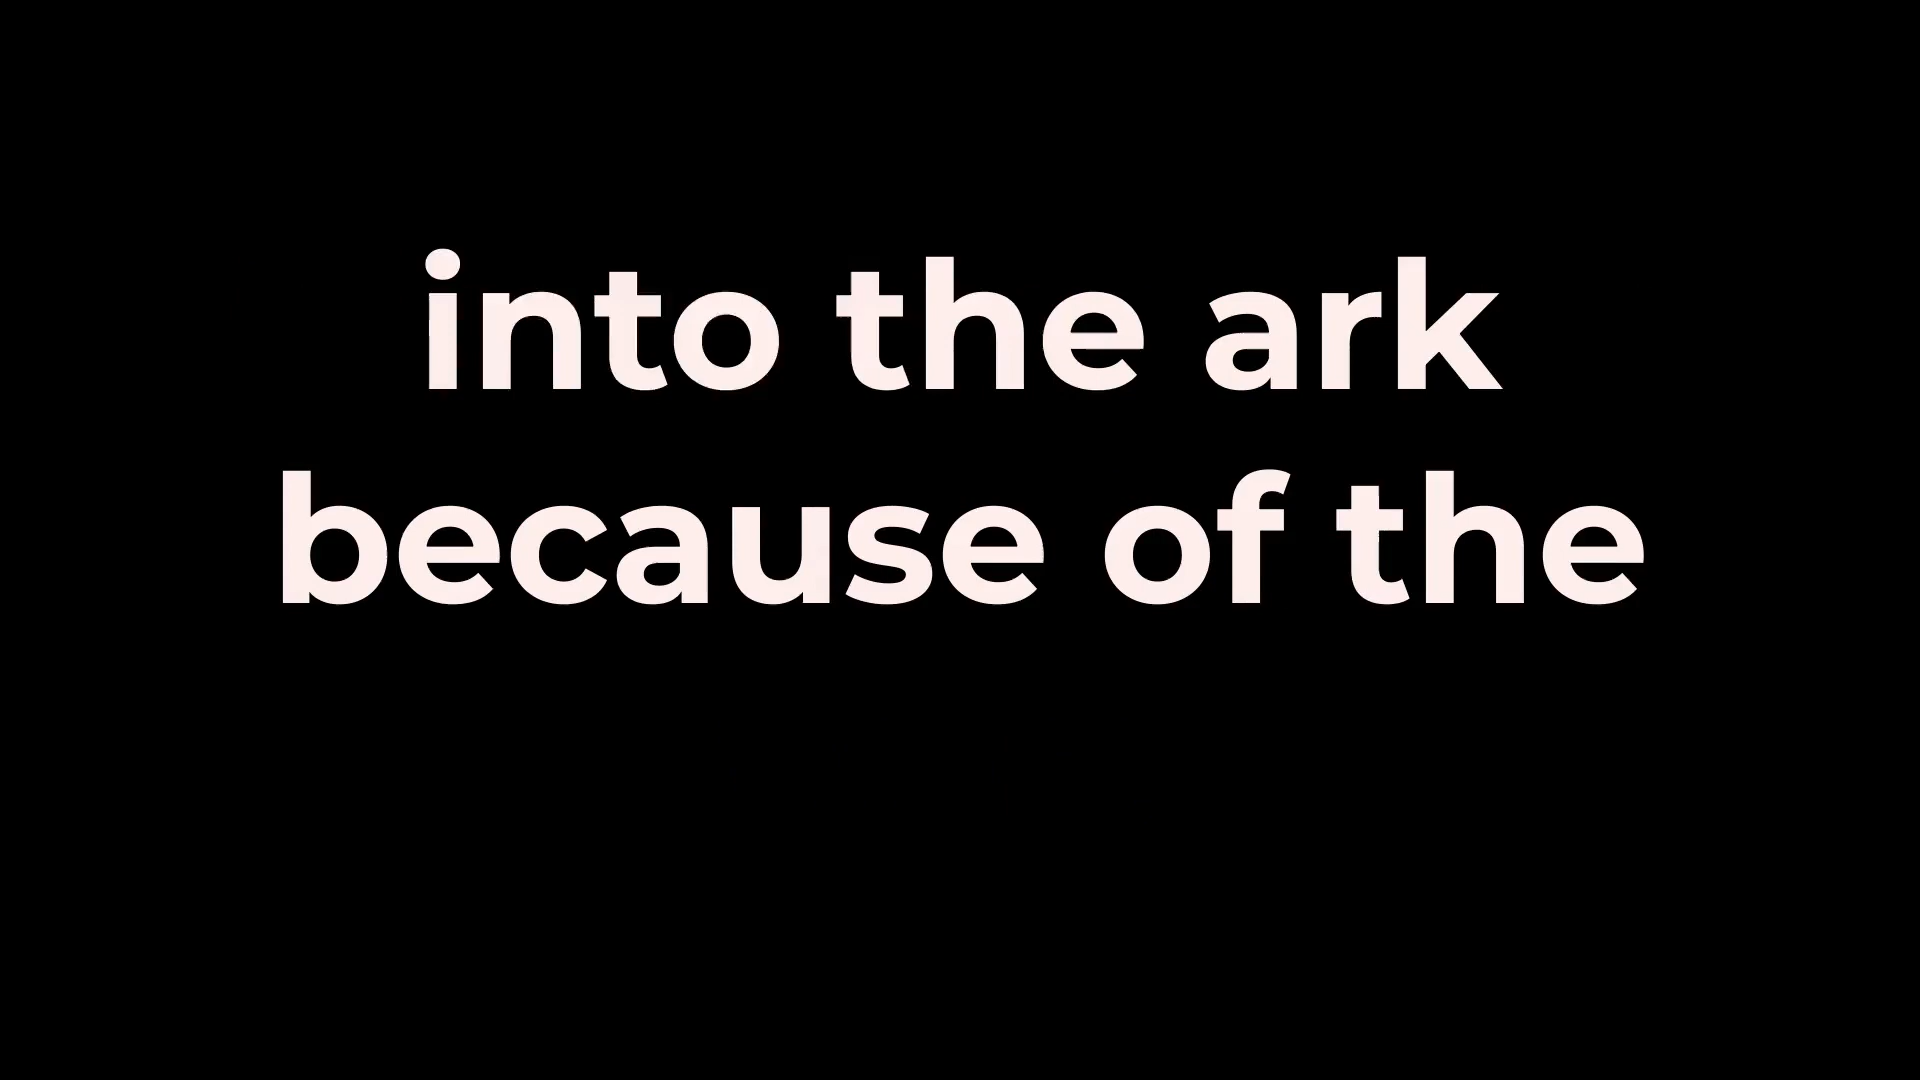 into the ark
because of the